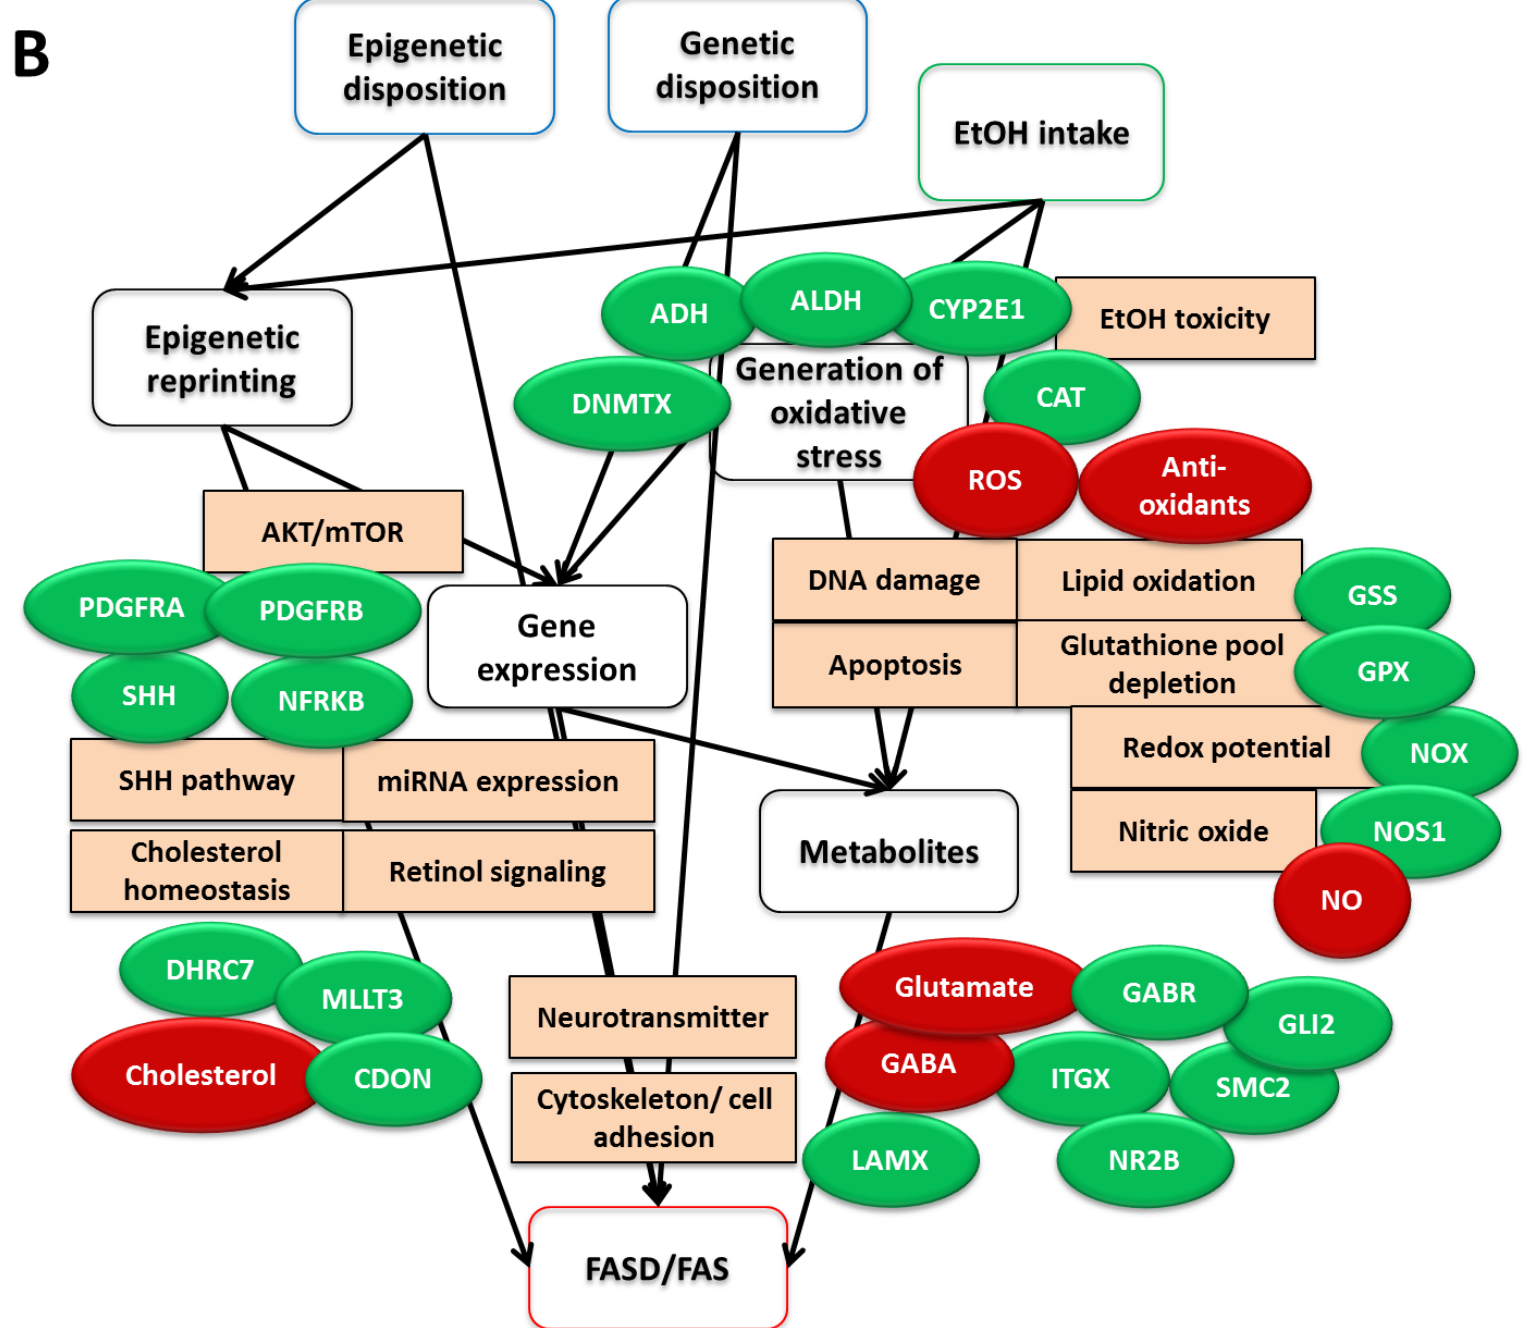 B
Epigenetic
disposition
Genetic
disposition
EtOH intake
Epigenetic
reprinting
ADH
ALDH
CYP2E1
EtOH toxicity
DNMTX
Generation of
oxidative
stress
CAT
ROS
Anti-
oxidants
AKT/mTOR
DNA damage
Lipid oxidation
GSS
PDGFRA
PDGFRB
Gene
expression
Apoptosis
Glutathione pool
depletion
GPX
SHH
NFRKB
Redox potential
NOX
SHH pathway
miRNA expression
Nitric oxide
NOS1
Cholesterol
homeostasis
Retinol signaling
Metabolites
NO
DHRC7
MLLT3
Neurotransmitter
Glutamate
GABR
GLI2
Cholesterol
CDON
Cytoskeleton/ cell
adhesion
GABA
ITGX
SMC2
LAMX
NR2B
FASD/FAS